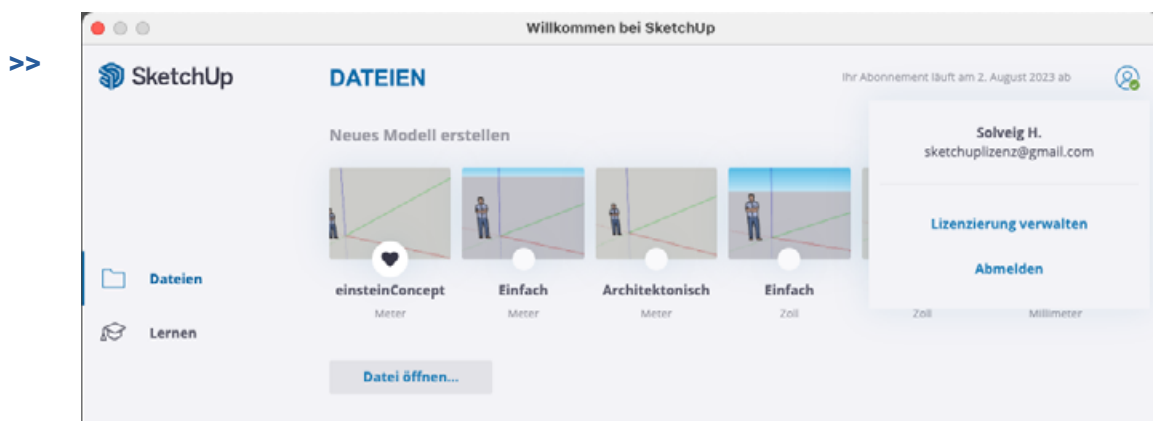 Willkommen bei SketchUp
>>
SketchUp
DATEIEN
Ihr Abonnement läuft am 2. August 2023 ab
Solveig H.
sketchuplizenz@gmail.com
Neues Modell erstellen
Lizenzierung verwalten
Abmelden
Dateien
Lernen
einsteinConcept
Meter
Einfach
Meter
Architektonisch
Meter
Einfach
Zoll
Zoll
Millimeter
Datei öffnen...